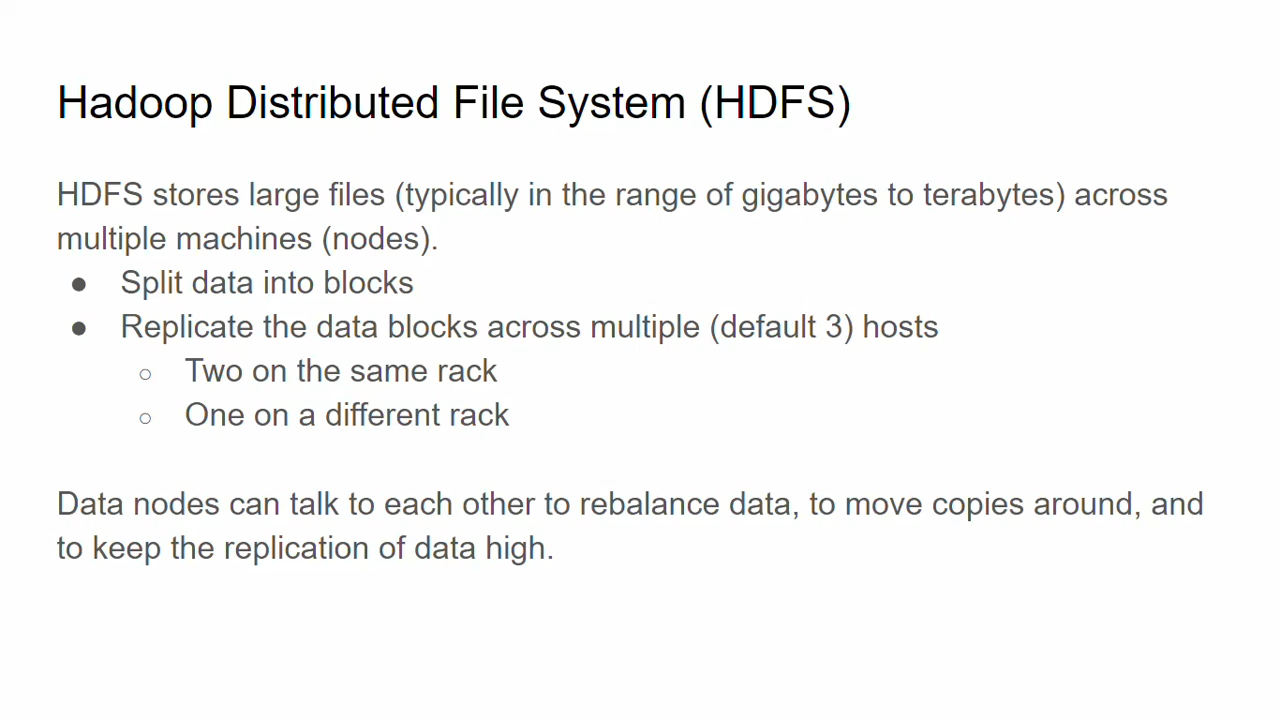 Hadoop Distributed File System (HDFS)
HDFS stores large files (typically in the range of gigabytes to terabytes) across
multiple machines (nodes).
● Split data into blocks
● Replicate the data blocks across multiple (default 3) hosts
○ Two on the same rack
○ One on a different rack
Data nodes can talk to each other to rebalance data, to move copies around, and
to keep the replication of data high.